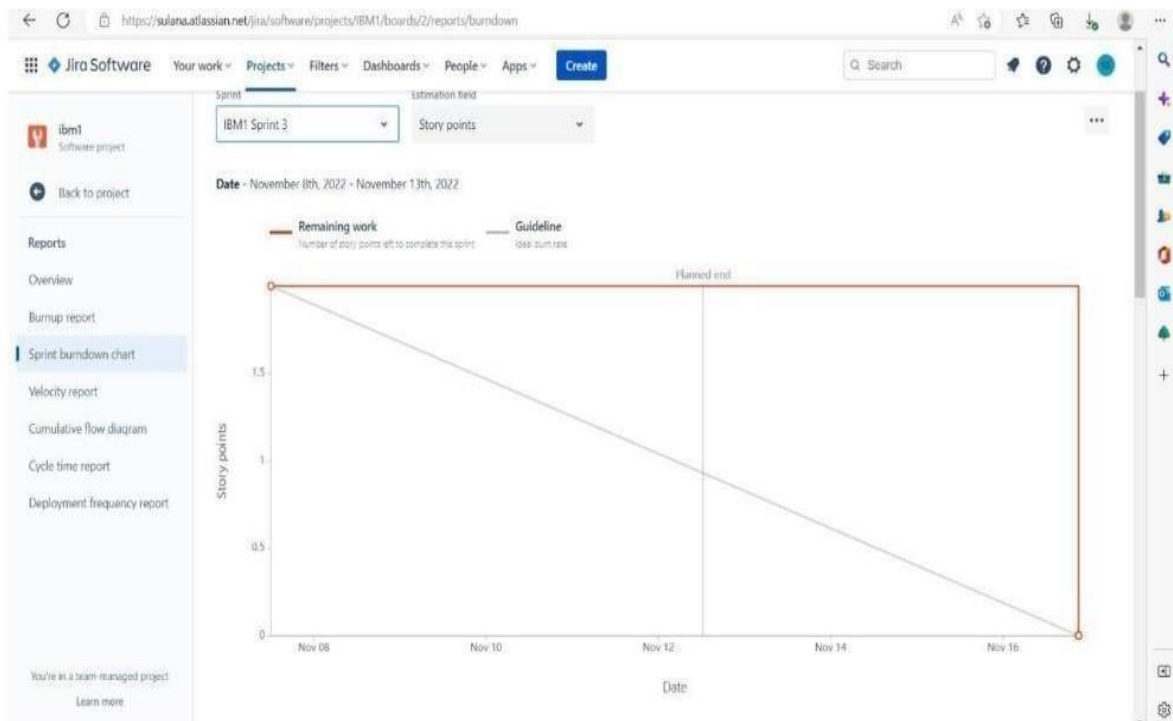 https://sulana.atlassian.net/jira/software/projects/IBM1/boards/2/reports/burndown
Jira Software Your work Projects Filters Dashboards People Apps Create Search
ibm1
Software project
Back to project
Reports
Overview
Burnup report
Sprint burndown chart
Velocity report
Cumulative flow diagram
Cycle time report
Deployment frequency report
You're in a team-managed project
Learn more
Sprint Estimation field
IBM1 Sprint 3 Story points
Date - November 8th, 2022 - November 13th, 2022
Remaining work Guideline
Number of story points left to complete the sprint Ideal burn rate
Planned end
1.5
1
0.5
0
Story points
Nov 08 Nov 10 Nov 12 Nov 14 Nov 16
Date